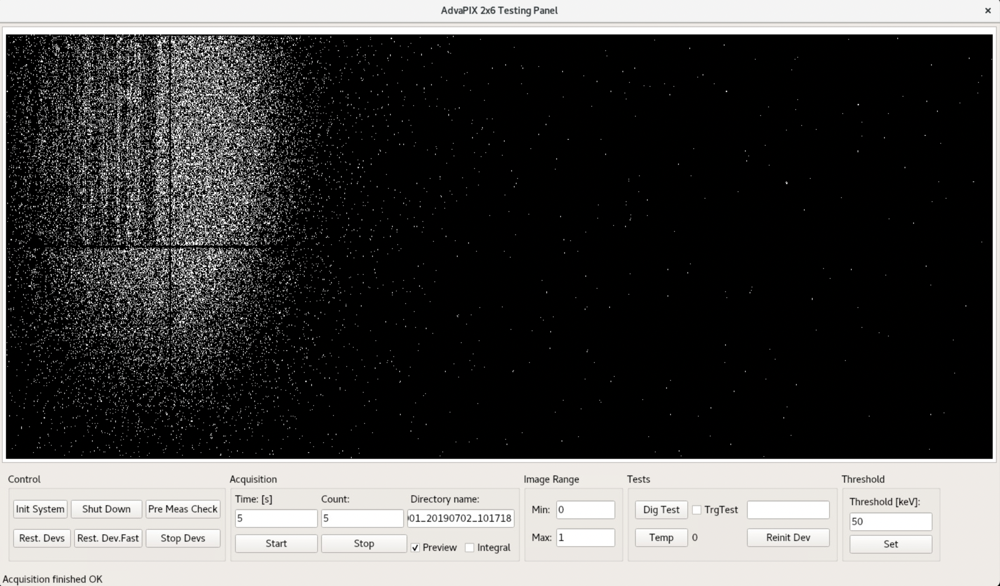 AdvaPIX 2x6 Testing Panel
Control
Init System Shut Down Pre Meas Check
Rest. Devs Rest. Dev.Fast Stop Devs
Acquisition
Time: [s] Count: Directory name:
5 5 01_20190702_101718
Start Stop Preview Integral
Image Range
Min: 0
Max: 1
Tests
Dig Test TrgTest
Temp 0 Reinit Dev
Threshold
Threshold [keV]:
50
Set
Acquisition finished OK